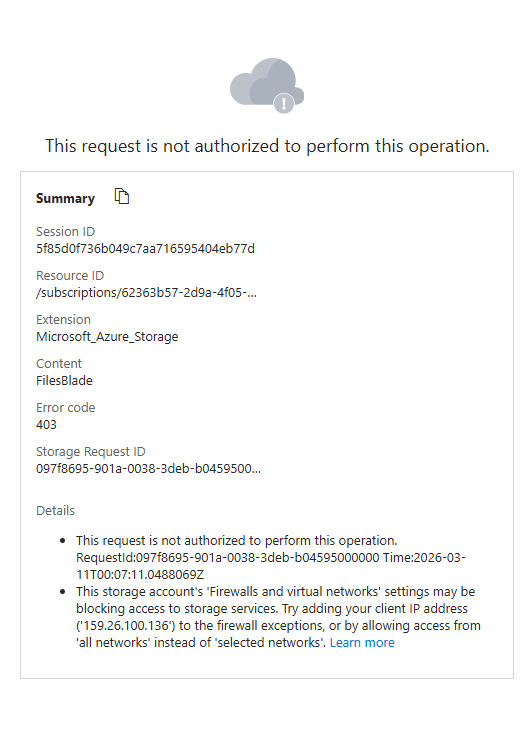 This request is not authorized to perform this operation.
Summary
Session ID
5f85d0f736b049c7aa716595404eb77d
Resource ID
/subscriptions/62363b57-2d9a-4f05-...
Extension
Microsoft_Azure_Storage
Content
FilesBlade
Error code
403
Storage Request ID
097f8695-901a-0038-3deb-b0459500...
Details
This request is not authorized to perform this operation.
RequestId:097f8695-901a-0038-3deb-b04595000000 Time:2026-03-
11T00:07:11.0488069Z
This storage account's 'Firewalls and virtual networks' settings may be
blocking access to storage services. Try adding your client IP address
('159.26.100.136') to the firewall exceptions, or by allowing access from
'all networks' instead of 'selected networks'. Learn more